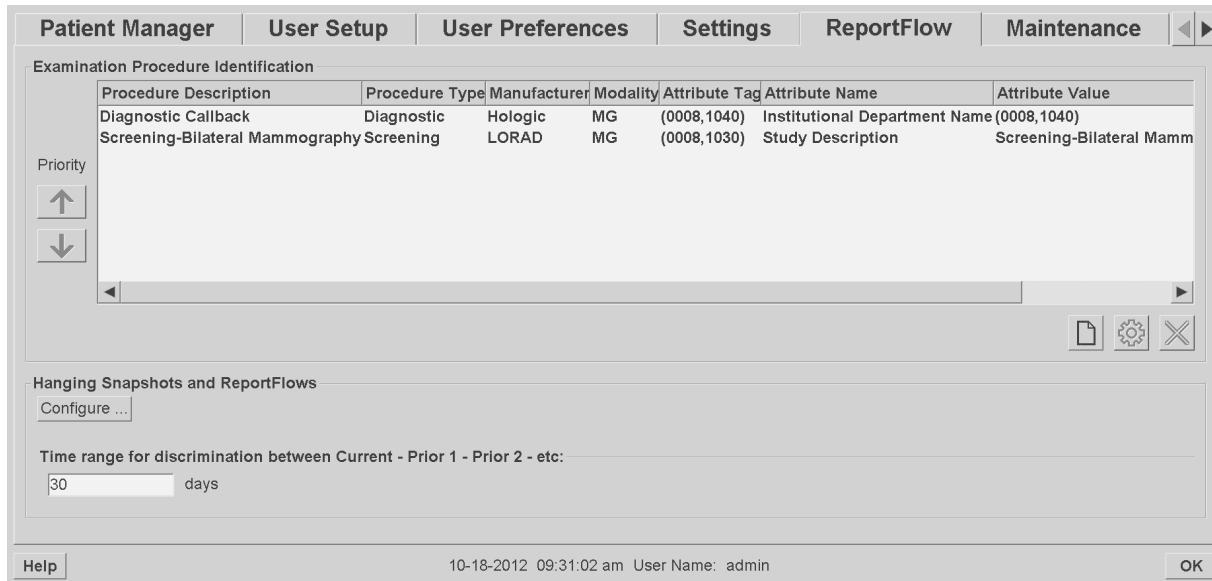 Patient Manager User Setup User Preferences Settings ReportFlow Maintenance
Examination Procedure Identification
Procedure Description Procedure Type Manufacturer Modality Attribute Tag Attribute Name Attribute Value
Diagnostic Callback Diagnostic Hologic MG (0008,1040) Institutional Department Name (0008,1040)
Screening-Bilateral Mammography Screening LORAD MG (0008,1030) Study Description Screening-Bilateral Mamm
Priority
Hanging Snapshots and ReportFlows
Configure ...
Time range for discrimination between Current - Prior 1 - Prior 2 - etc:
30 days
Help 10-18-2012 09:31:02 am User Name: admin OK